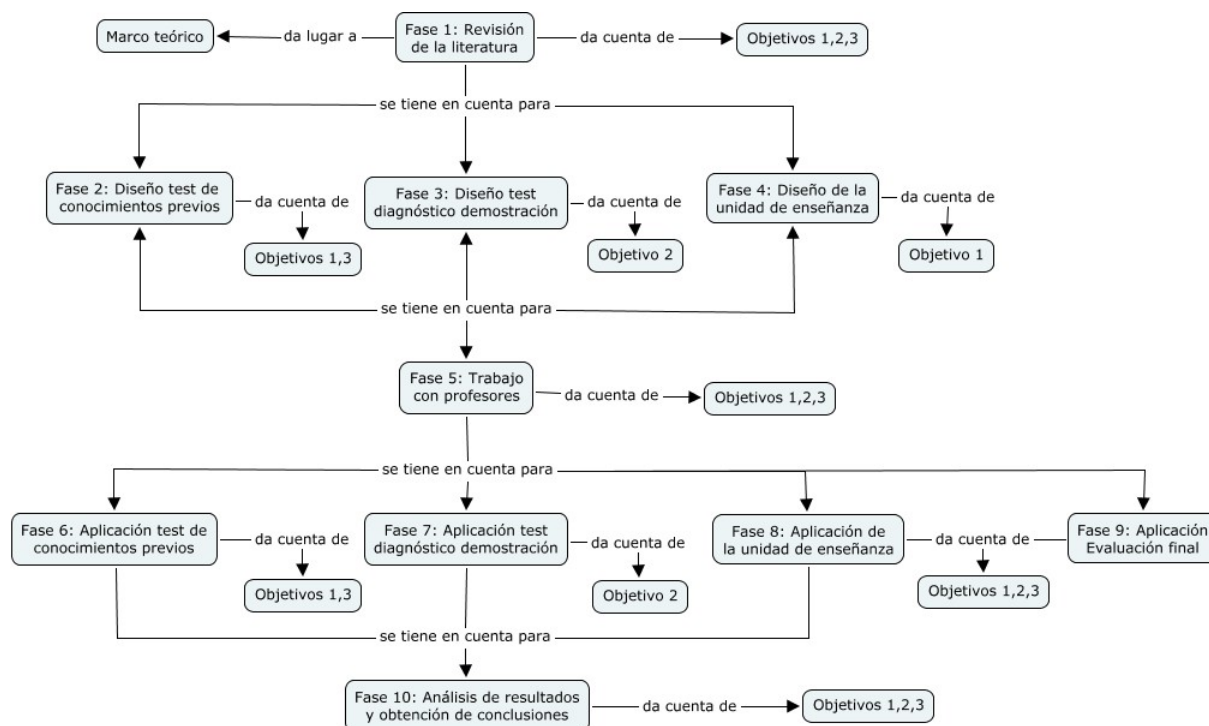 Marco teórico
da lugar a
Fase 1: Revisión
de la literatura
da cuenta de
Objetivos 1,2,3
se tiene en cuenta para
Fase 2: Diseño test de
conocimientos previos
da cuenta de
Objetivos 1,3
Fase 3: Diseño test
diagnóstico demostración
da cuenta de
Objetivo 2
Fase 4: Diseño de la
unidad de enseñanza
da cuenta de
Objetivo 1
se tiene en cuenta para
Fase 5: Trabajo
con profesores
da cuenta de
Objetivos 1,2,3
se tiene en cuenta para
Fase 6: Aplicación test de
conocimientos previos
da cuenta de
Objetivos 1,3
Fase 7: Aplicación test
diagnóstico demostración
da cuenta de
Objetivo 2
Fase 8: Aplicación de
la unidad de enseñanza
da cuenta de
Objetivos 1,2,3
Fase 9: Aplicación
Evaluación final
se tiene en cuenta para
Fase 10: Análisis de resultados
y obtención de conclusiones
da cuenta de
Objetivos 1,2,3